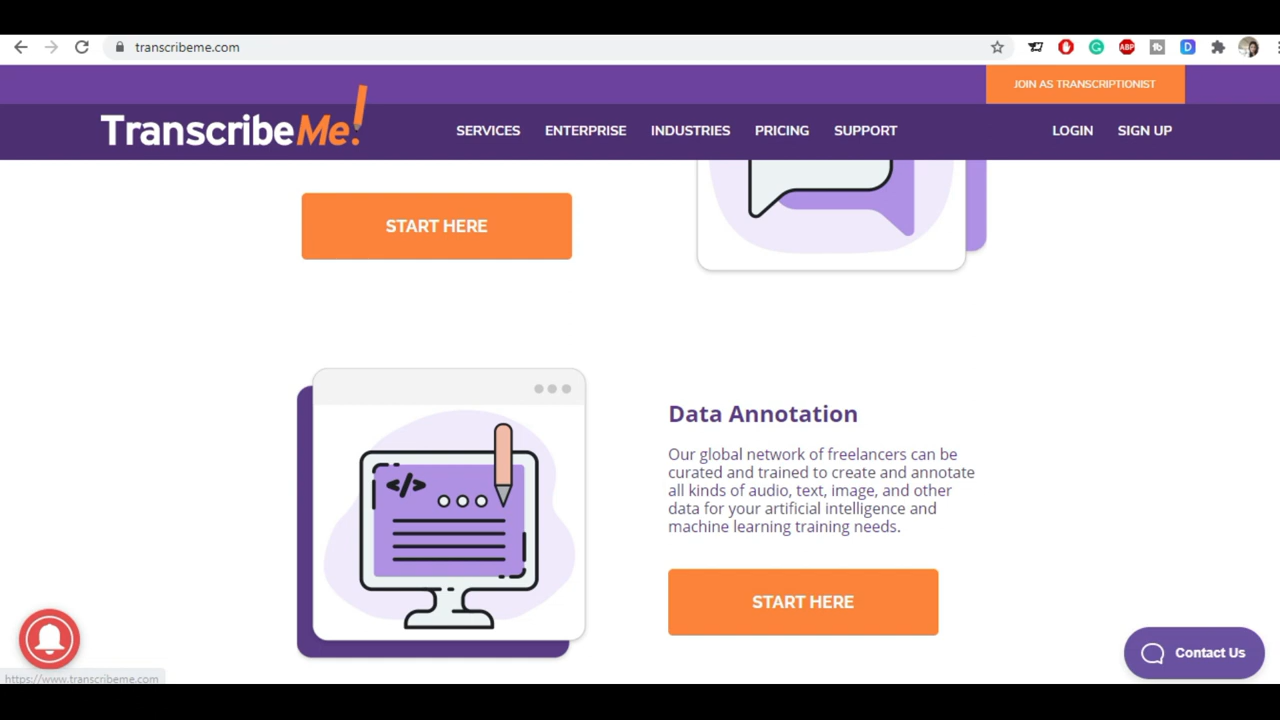 transcribeme.com
ABP
D
JOIN AS TRANSCRIPTIONIST
TranscribeMe!
SERVICES ENTERPRISE INDUSTRIES PRICING SUPPORT LOGIN SIGN UP
START HERE
</>
Data Annotation
Our global network of freelancers can be
curated and trained to create and annotate
all kinds of audio, text, image, and other
data for your artificial intelligence and
machine learning training needs.
START HERE
Contact Us
https://www.transcribeme.com